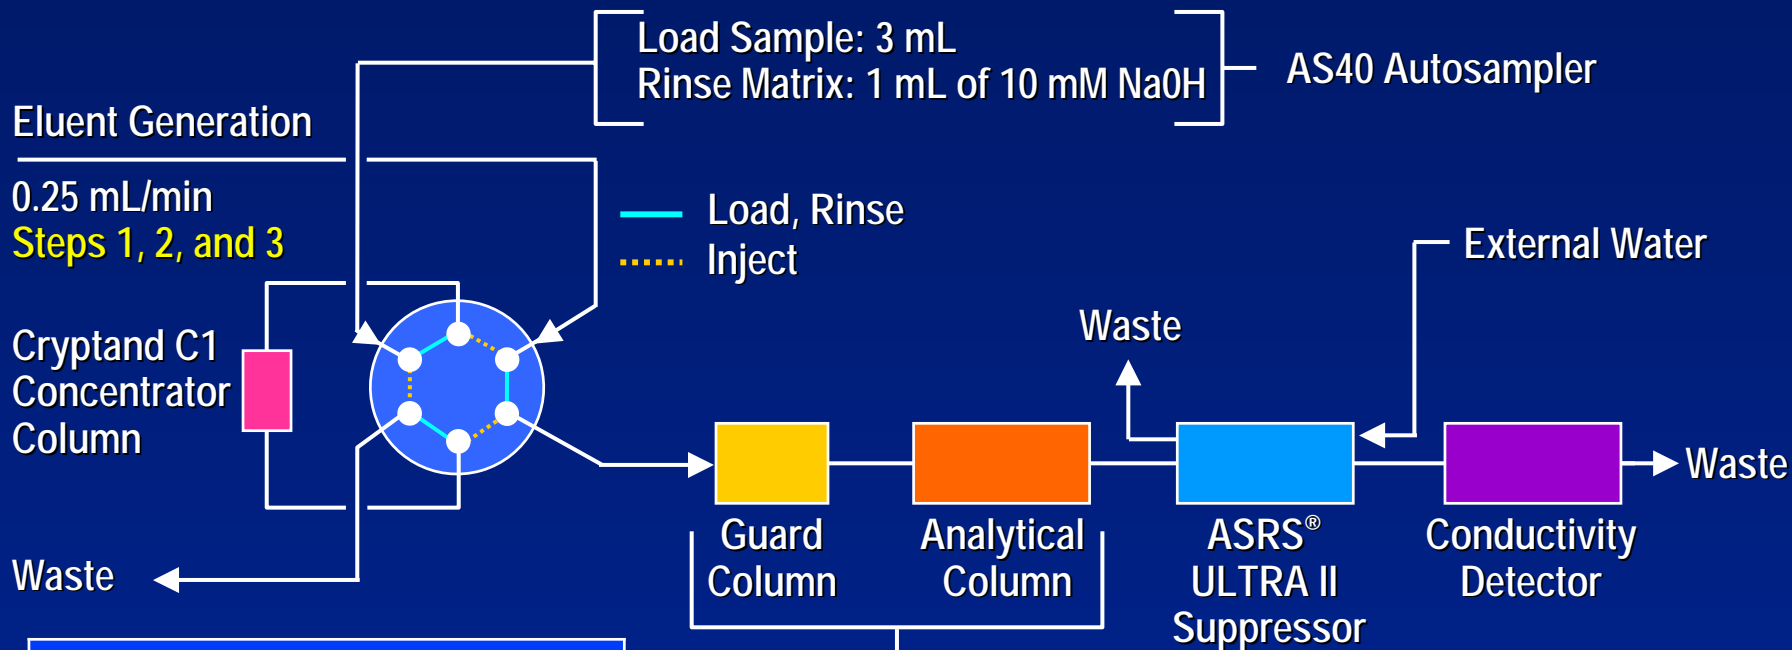 Load Sample: 3 mL
Rinse Matrix: 1 mL of 10 mM Na0H
AS40 Autosampler
Eluent Generation
0.25 mL/min
Steps 1, 2, and 3
Load, Rinse
Inject
External Water
Waste
Cryptand C1
Concentrator
Column
Waste
Guard
Column
Analytical
Column
ASRS®
ULTRA II
Suppressor
Conductivity
Detector
Waste